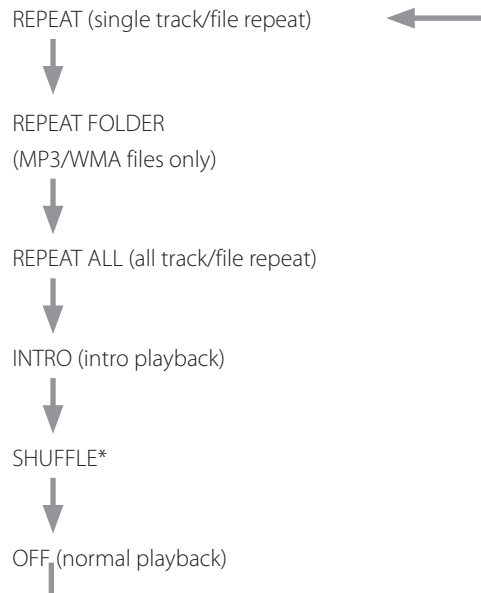 REPEAT (single track/file repeat)
REPEAT FOLDER
(MP3/WMA files only)
REPEAT ALL (all track/file repeat)
INTRO (intro playback)
SHUFFLE*
OFF (normal playback)